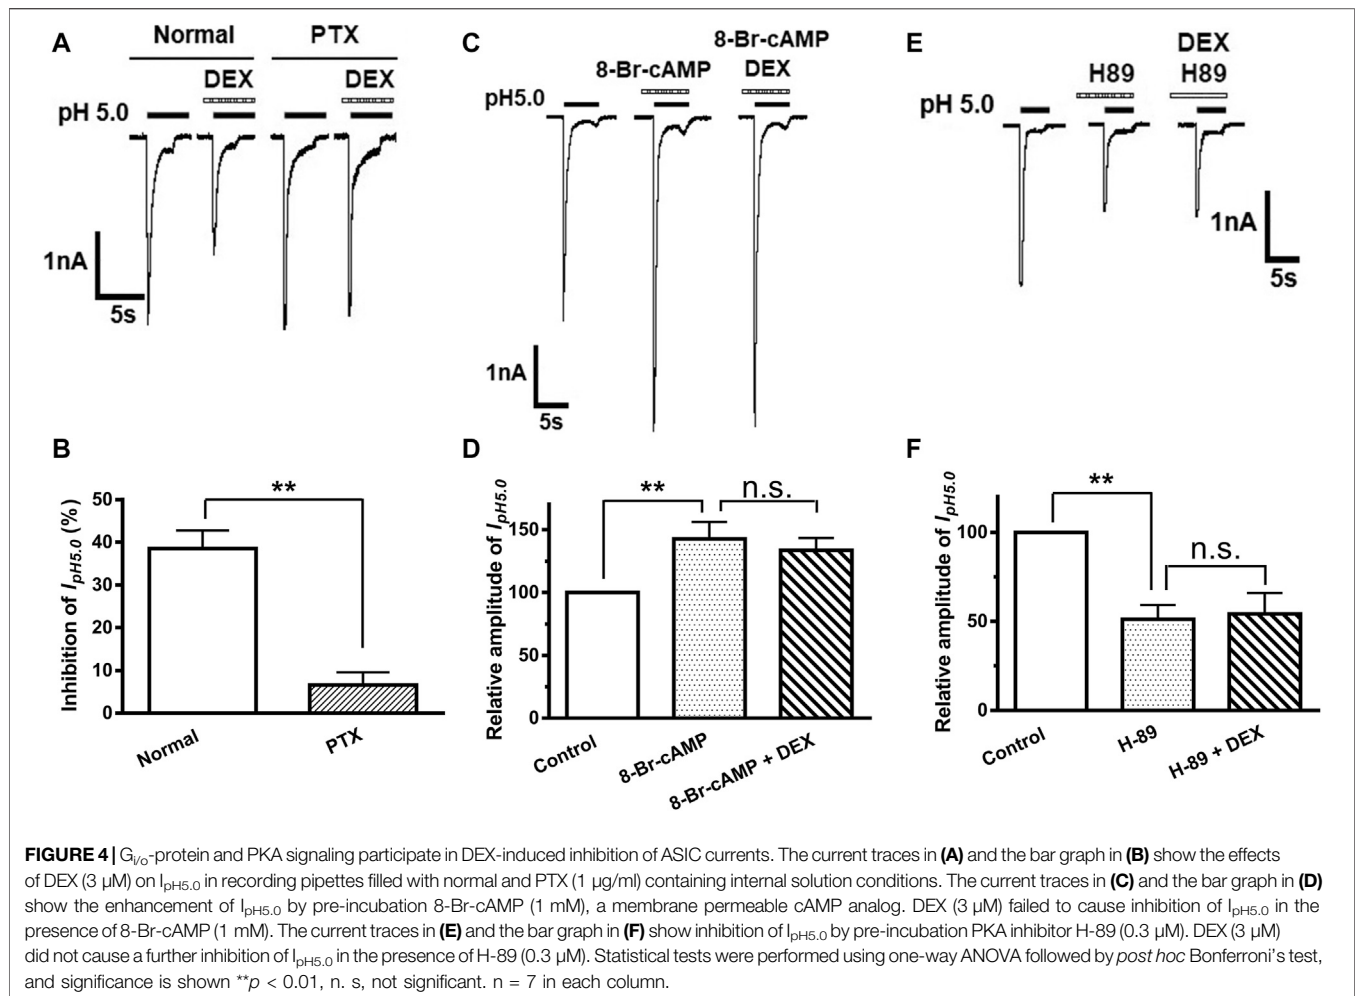 A
Normal
PTX
DEX
DEX
pH 5.0
1nA
5s
C
8-Br-cAMP
8-Br-cAMP
DEX
pH5.0
1nA
5s
E
DEX
H89
H89
pH 5.0
1nA
5s
B
Inhibition of IpH5.0 (%)
50
40
30
20
10
0
**
Normal
PTX
D
Relative amplitude of IpH5.0
150
100
50
0
**
n.s.
Control
8-Br-cAMP
8-Br-cAMP + DEX
F
Relative amplitude of IpH5.0
100
50
0
**
n.s.
Control
H-89
H-89 + DEX
FIGURE 4 | Gi/o-protein and PKA signaling participate in DEX-induced inhibition of ASIC currents. The current traces in (A) and the bar graph in (B) show the effects
of DEX (3 µM) on IpH5.0 in recording pipettes filled with normal and PTX (1 µg/ml) containing internal solution conditions. The current traces in (C) and the bar graph in (D)
show the enhancement of IpH5.0 by pre-incubation 8-Br-cAMP (1 mM), a membrane permeable cAMP analog. DEX (3 µM) failed to cause inhibition of IpH5.0 in the
presence of 8-Br-cAMP (1 mM). The current traces in (E) and the bar graph in (F) show inhibition of IpH5.0 by pre-incubation PKA inhibitor H-89 (0.3 µM). DEX (3 µM)
did not cause a further inhibition of IpH5.0 in the presence of H-89 (0.3 µM). Statistical tests were performed using one-way ANOVA followed by post hoc Bonferroni's test,
and significance is shown **p < 0.01, n. s, not significant. n = 7 in each column.